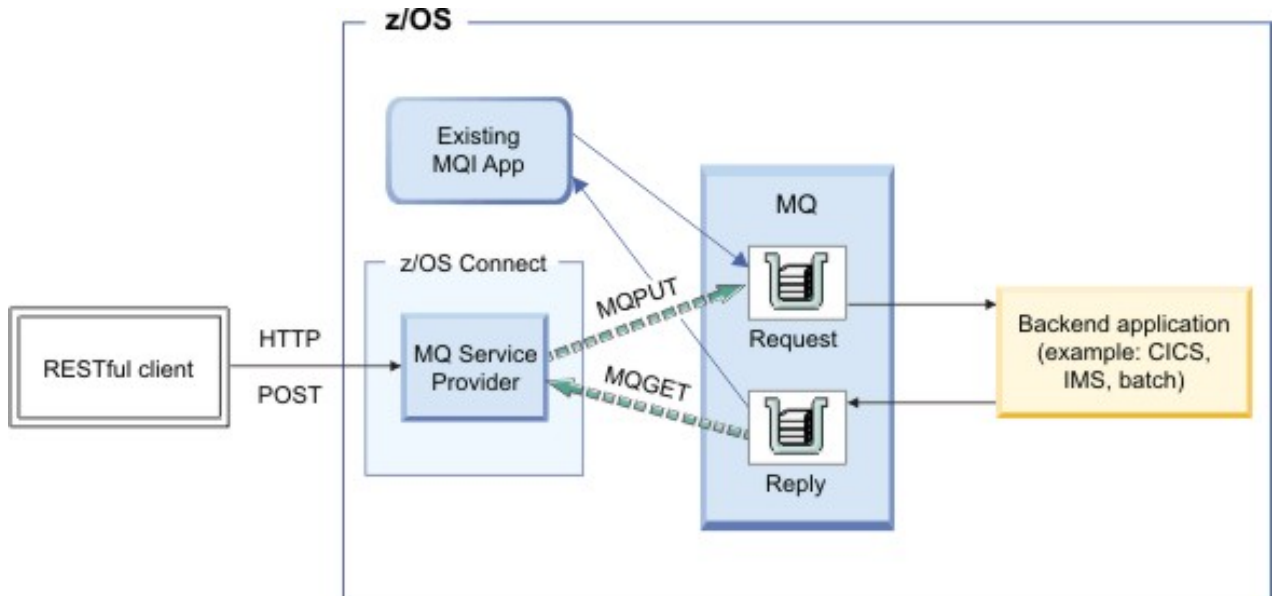 z/OS
Existing
MQI App
MQ
z/OS Connect
MQPUT
Request
RESTful client
HTTP
POST
MQ Service
Provider
MQGET
Reply
Backend application
(example: CICS,
IMS, batch)